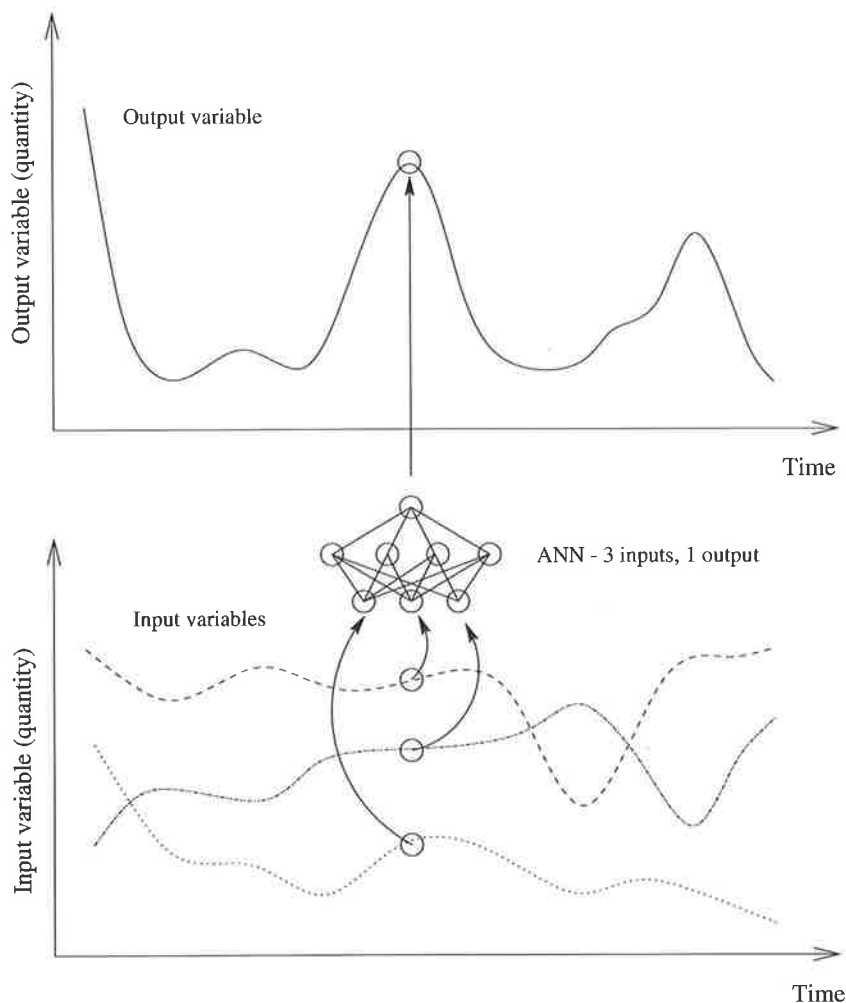 Output variable (quantity)
Output variable
Time
ANN - 3 inputs, 1 output
Input variables
Input variable (quantity)
Time